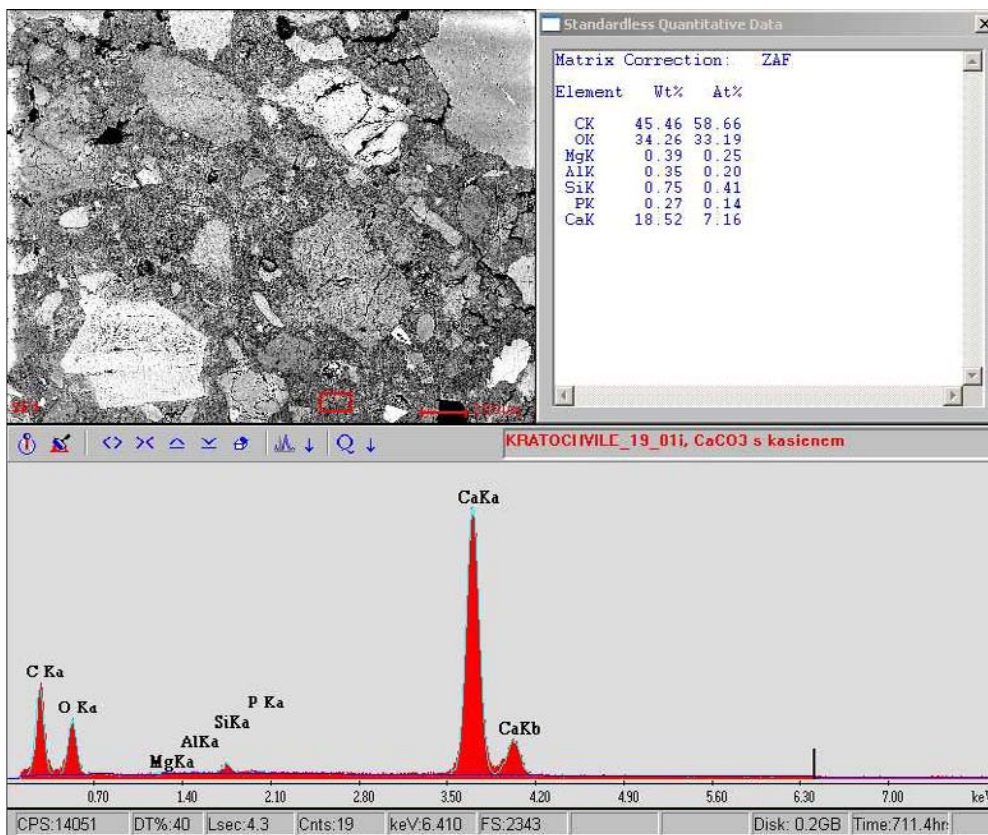 Standardless Quantitative Data
Matrix Correction: ZAF
Element Wt% At%
CK 45.46 58.66
OK 34.26 33.19
MgK 0.39 0.25
AlK 0.35 0.20
SiK 0.75 0.41
PK 0.27 0.14
CaK 18.52 7.16
KRATOCHVILE_19_01i, CaCO3 s kasienem
CaKa
C Ka
O Ka
P Ka
SiKa
AlKa
MgKa
CaKb
0.70 1.40 2.10 2.80 3.50 4.20 4.90 5.60 6.30 7.00 keV
CPS:14051 DT%:40 Lsec:4.3 Cnts:19 keV:6.410 FS:2343 Disk: 0.2GB Time:711.4hr